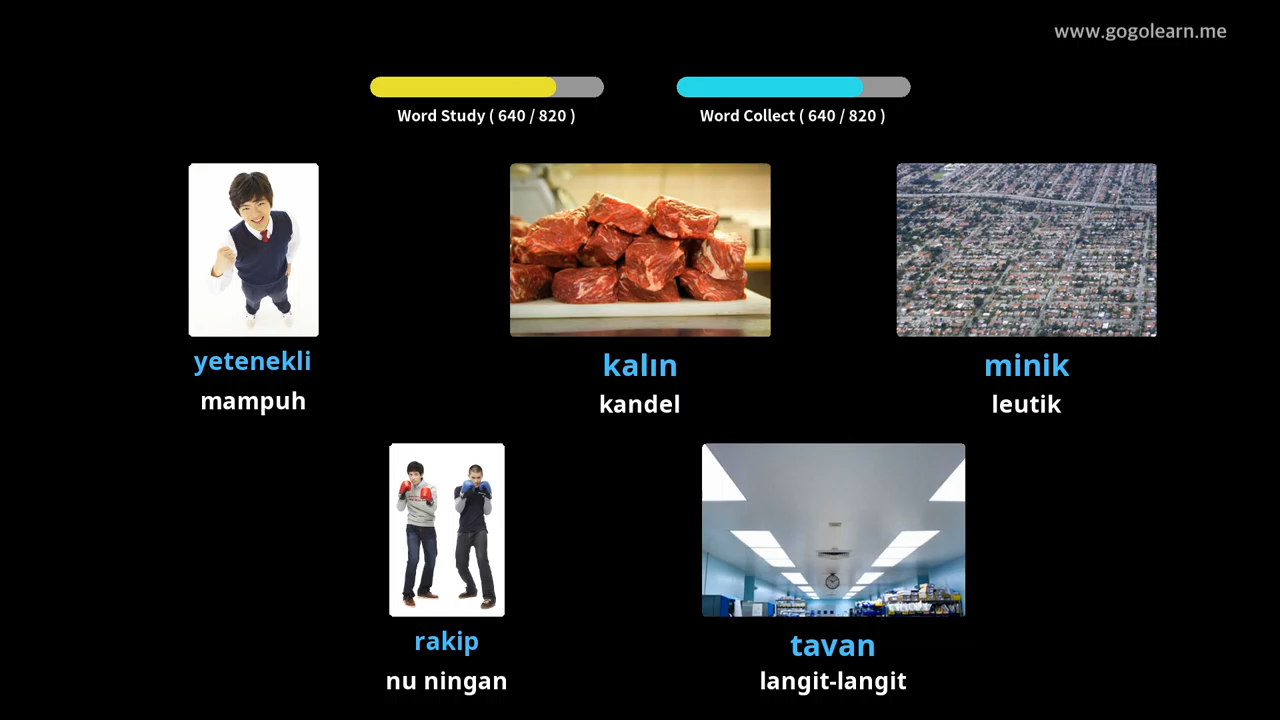 www.gogolearn.me
Word Study ( 640 / 820 )
Word Collect ( 640 / 820 )
yetenekli
mampuh
kalın
kandel
minik
leutik
rakip
nu ningan
tavan
langit-langit